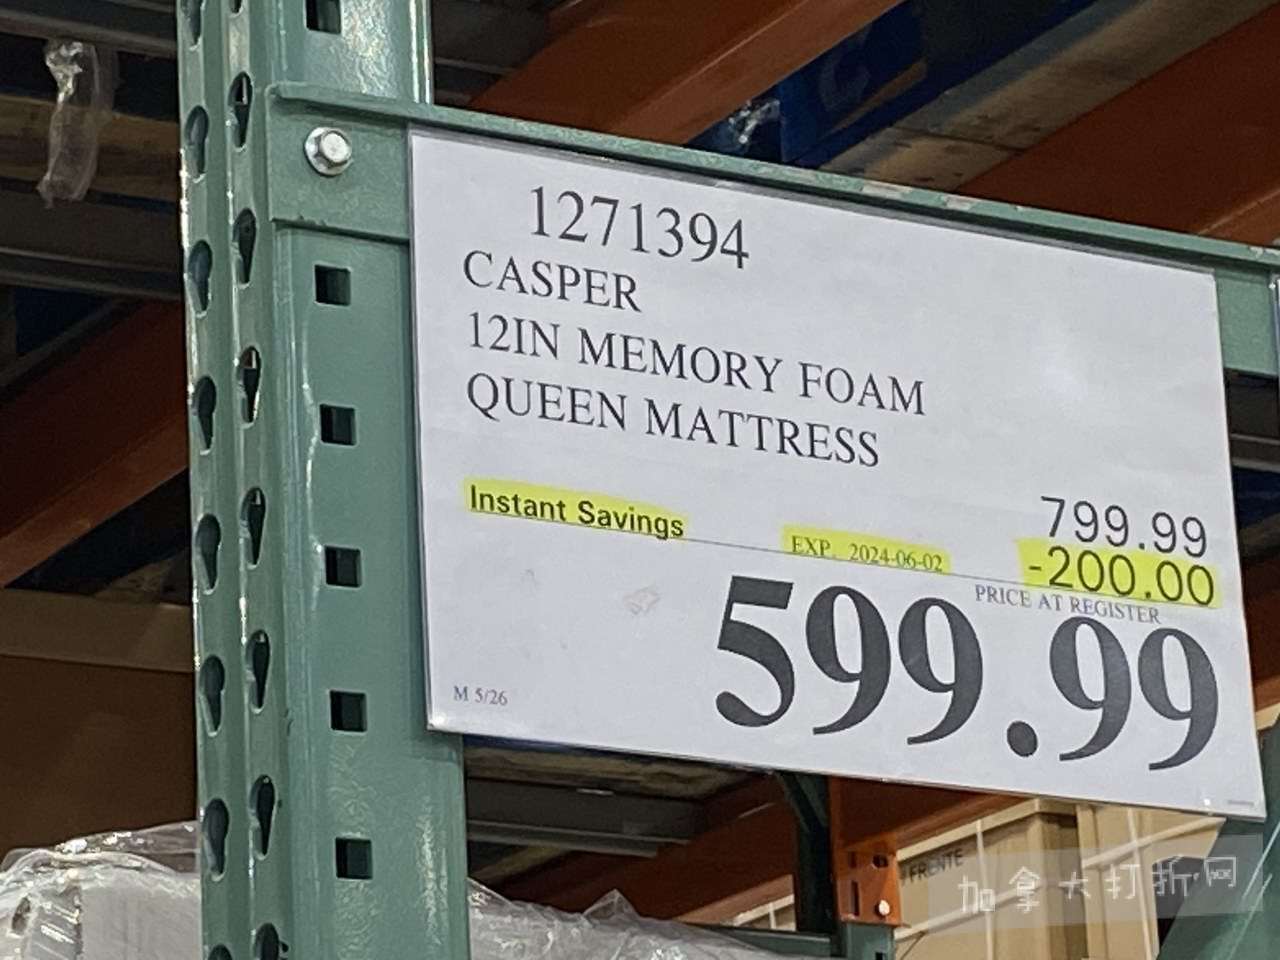 1271394
CASPER
12IN MEMORY FOAM
QUEEN MATTRESS
799.99
Instant Savings EXP. 2024-06-02 -200.00
PRICE AT REGISTER
599.99
M 5/26
FRENTE
加拿大打折网